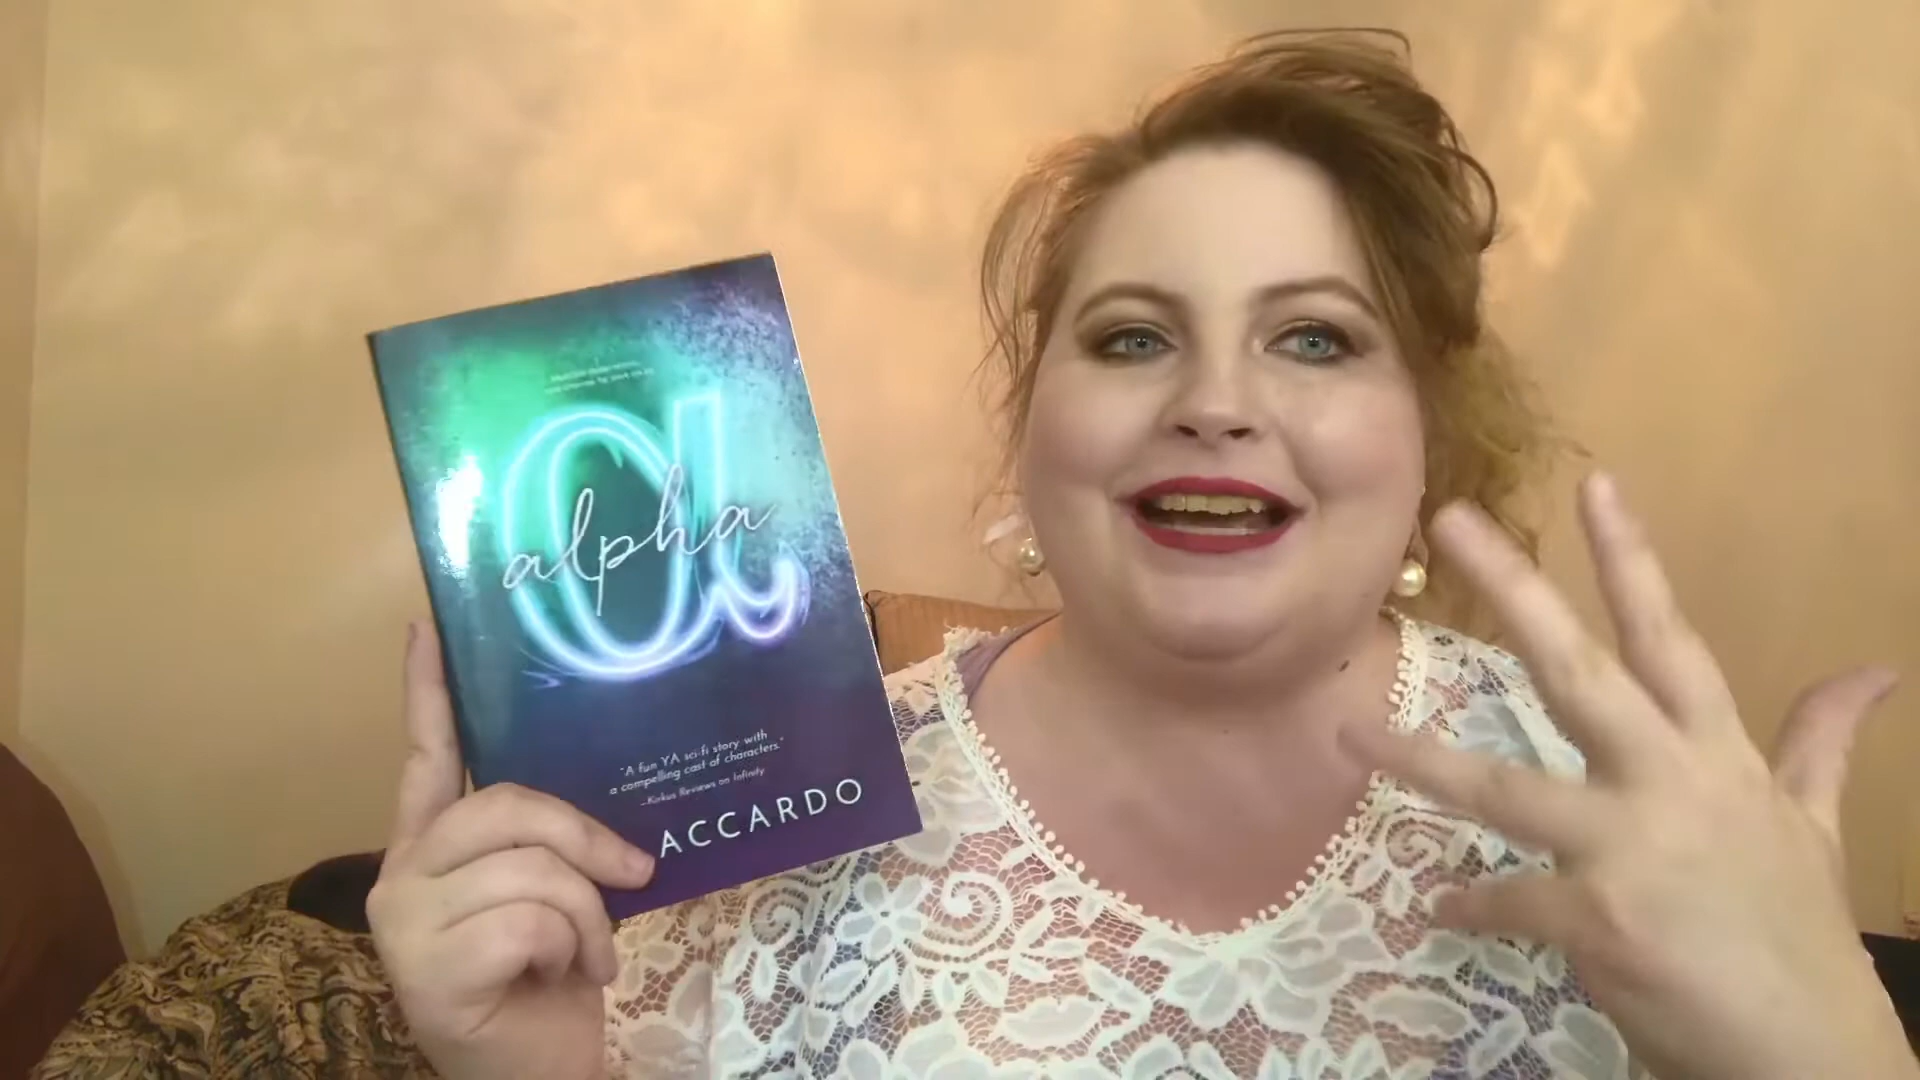 alpha
"A fun YA sci-fi story with
a compelling cast of characters."
—Kirkus Reviews on Infinity
ACCARDO